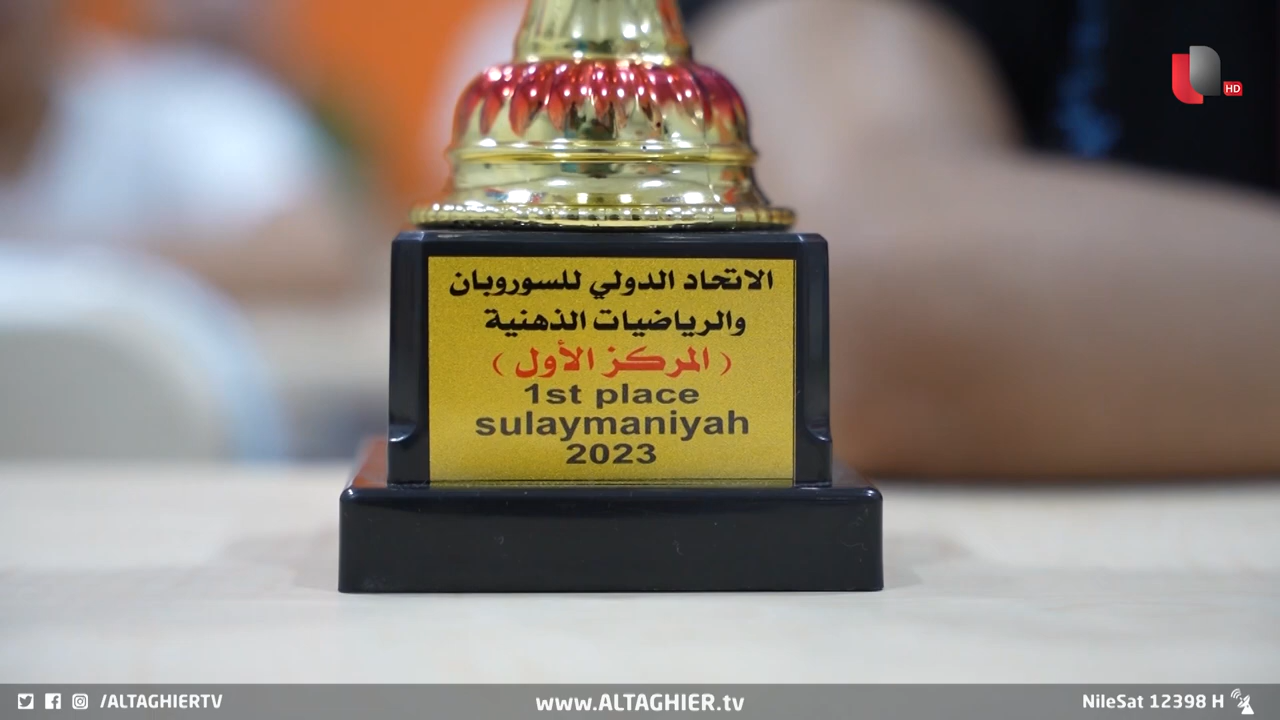 HD
الاتحاد الدولي للسوروبان
والرياضيات الذهنية
( المركز الأول )
1st place
sulaymaniyah
2023
/ALTAGHIERTV
www.ALTAGHIER.tv
NileSat 12398 H